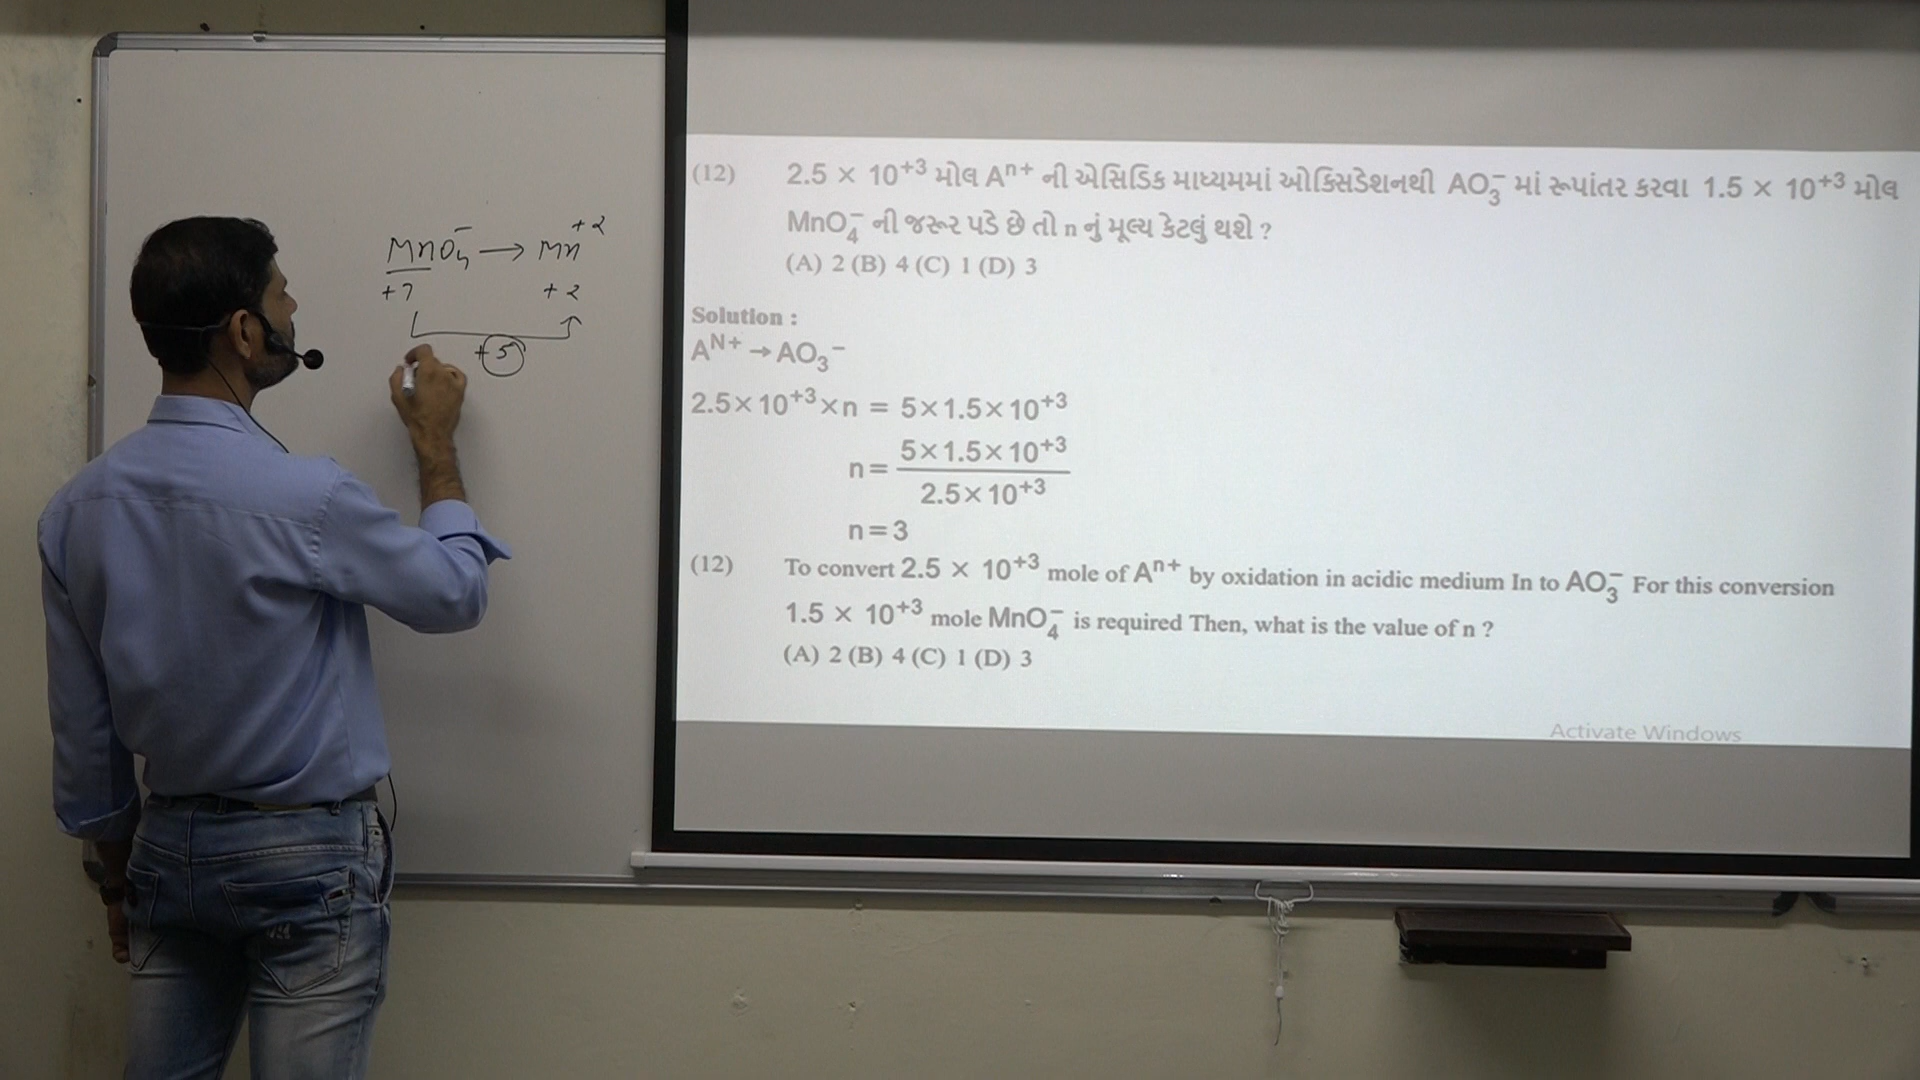 MnO₄⁻ → Mn⁺²
+7 +2
+5
(12) 2.5 × 10⁺³ મોલ Aⁿ⁺ ની એસિડિક માધ્યમમાં ઓક્સિડેશનથી AO₃⁻ માં રૂપાંતર કરવા 1.5 × 10⁺³ મોલ
MnO₄⁻ ની જરૂર પડે છે તો n નું મૂલ્ય કેટલું થશે ?
(A) 2 (B) 4 (C) 1 (D) 3
Solution :
Aᴺ⁺ → AO₃⁻
2.5×10⁺³×n = 5×1.5×10⁺³
n = 5×1.5×10⁺³ / 2.5×10⁺³
n = 3
(12) To convert 2.5 × 10⁺³ mole of Aⁿ⁺ by oxidation in acidic medium In to AO₃⁻ For this conversion
1.5 × 10⁺³ mole MnO₄⁻ is required Then, what is the value of n ?
(A) 2 (B) 4 (C) 1 (D) 3
Activate Windows